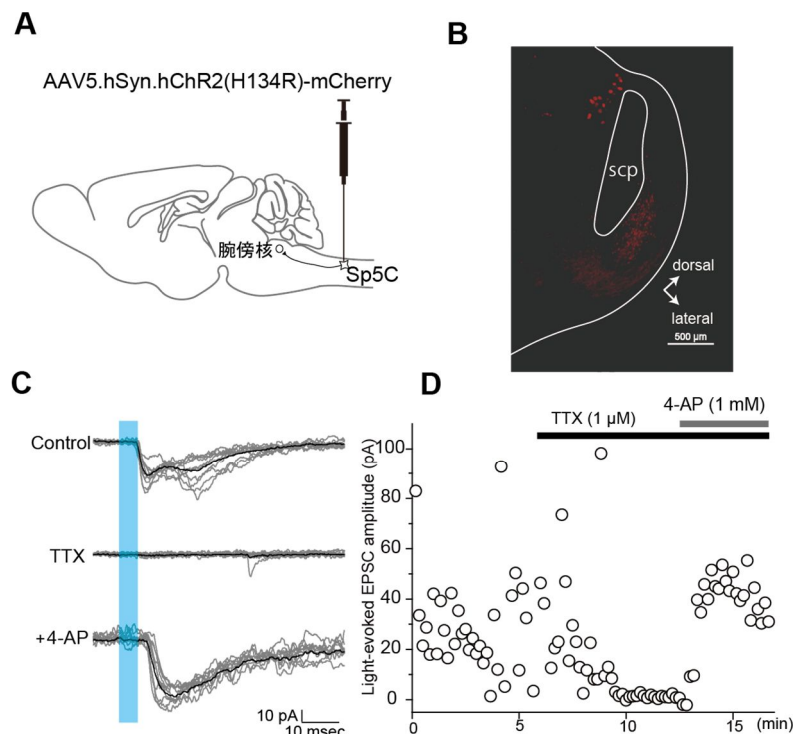 A
AAV5.hSyn.hChR2(H134R)-mCherry
腕傍核
Sp5C
B
scp
dorsal
lateral
500 μm
C
Control
TTX
+4-AP
10 pA
10 msec
D
4-AP (1 mM)
TTX (1 μM)
Light-evoked EPSC amplitude (pA)
100
80
60
40
20
0
0 5 10 15 (min)